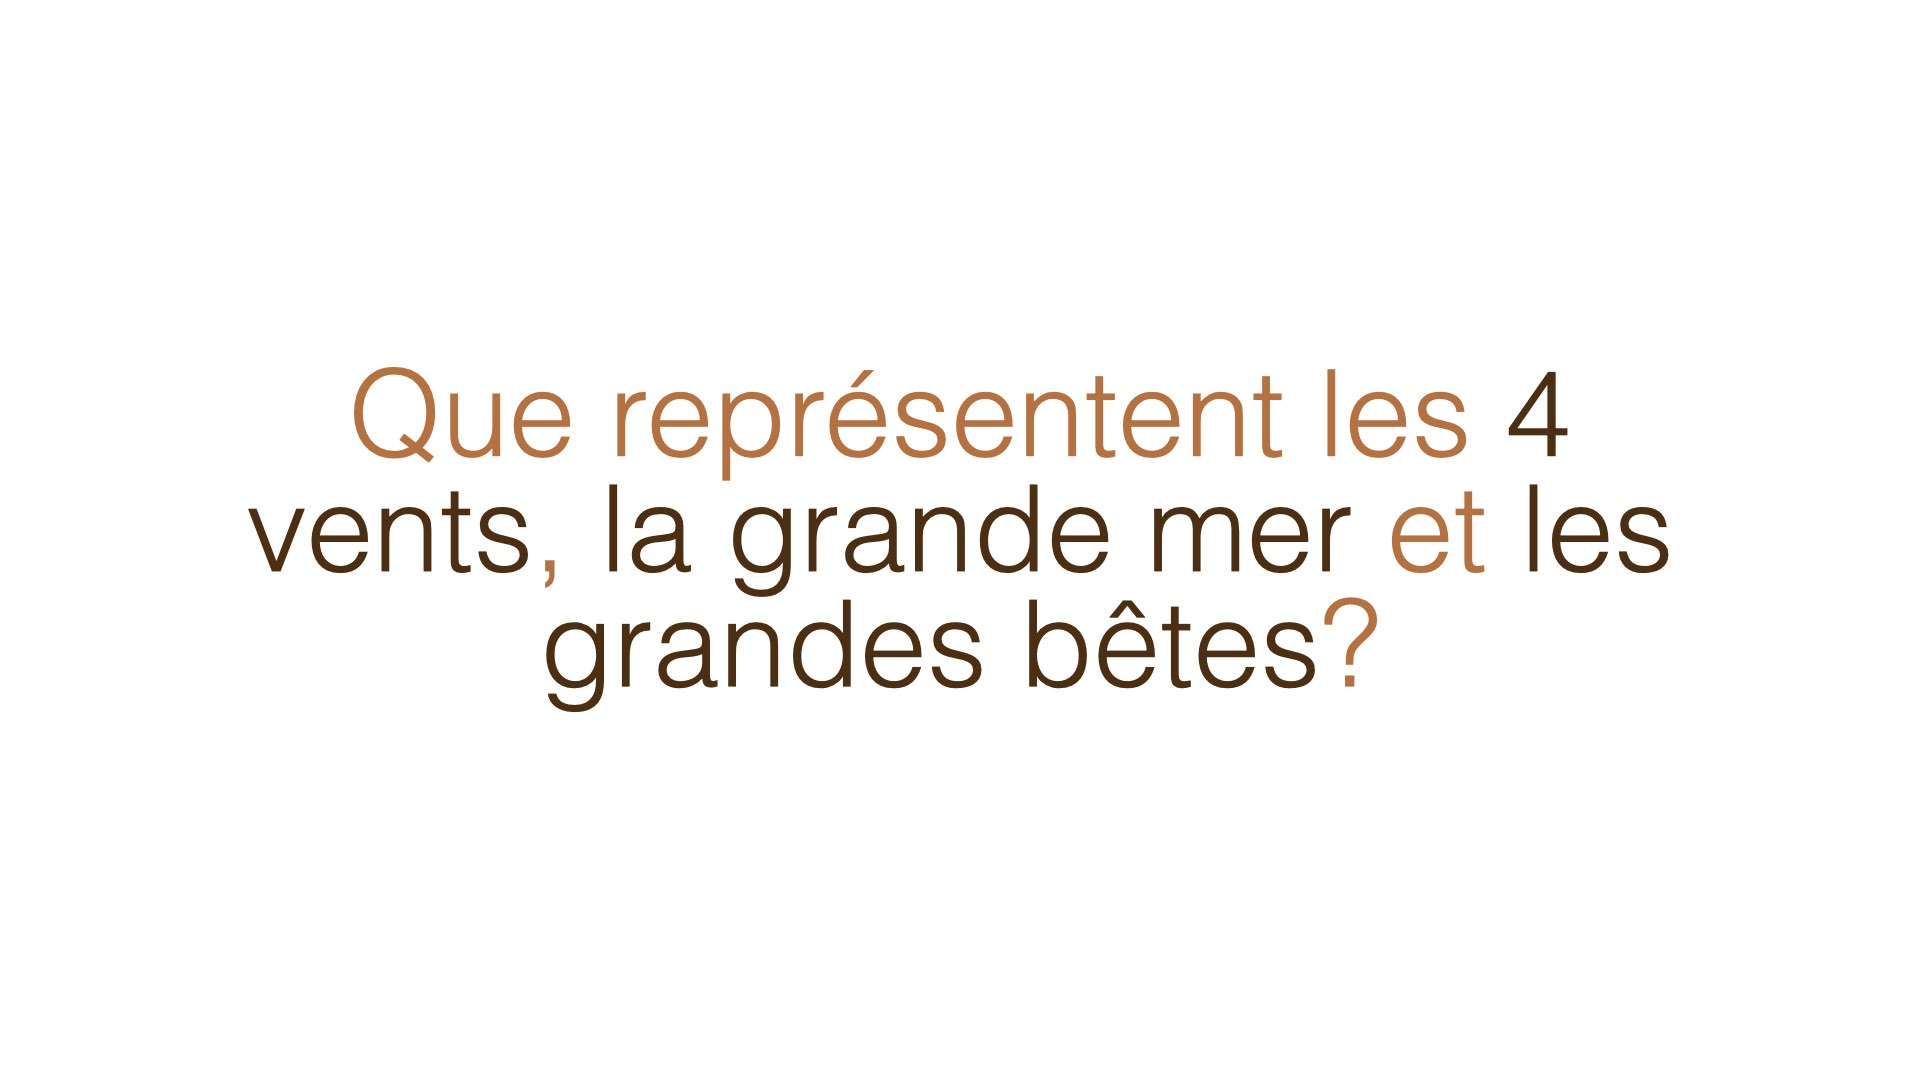 Que représentent les 4
vents, la grande mer et les
grandes bêtes?